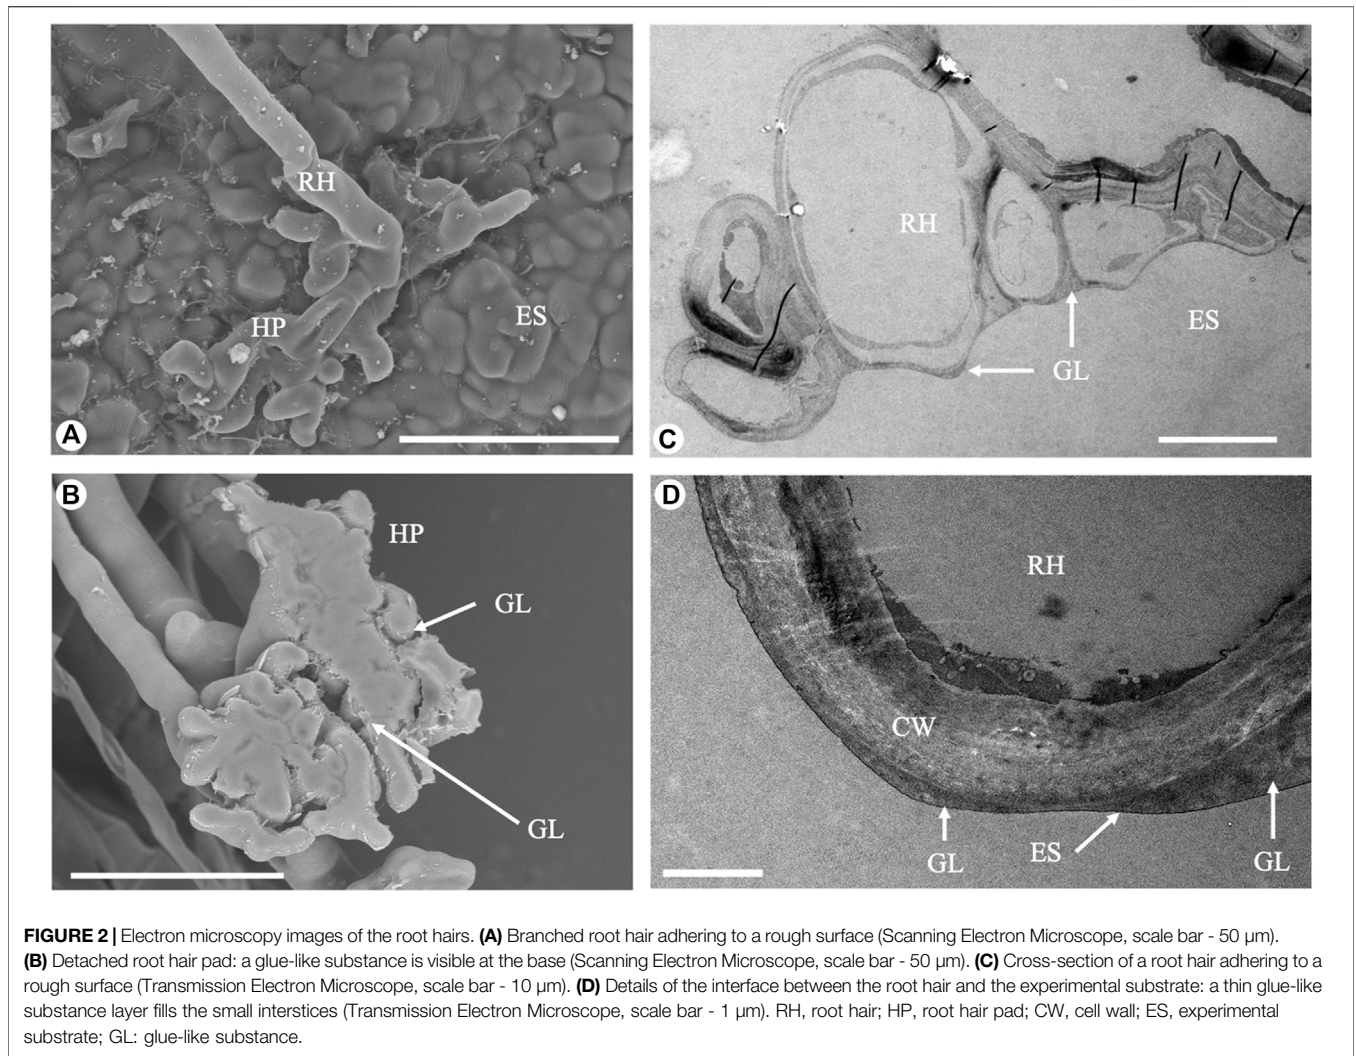 RH
HP
ES
A
RH
ES
GL
C
B
HP
GL
GL
D
RH
CW
GL
ES
GL
FIGURE 2 | Electron microscopy images of the root hairs. (A) Branched root hair adhering to a rough surface (Scanning Electron Microscope, scale bar - 50 μm).
(B) Detached root hair pad: a glue-like substance is visible at the base (Scanning Electron Microscope, scale bar - 50 μm). (C) Cross-section of a root hair adhering to a
rough surface (Transmission Electron Microscope, scale bar - 10 μm). (D) Details of the interface between the root hair and the experimental substrate: a thin glue-like
substance layer fills the small interstices (Transmission Electron Microscope, scale bar - 1 μm). RH, root hair; HP, root hair pad; CW, cell wall; ES, experimental
substrate; GL: glue-like substance.